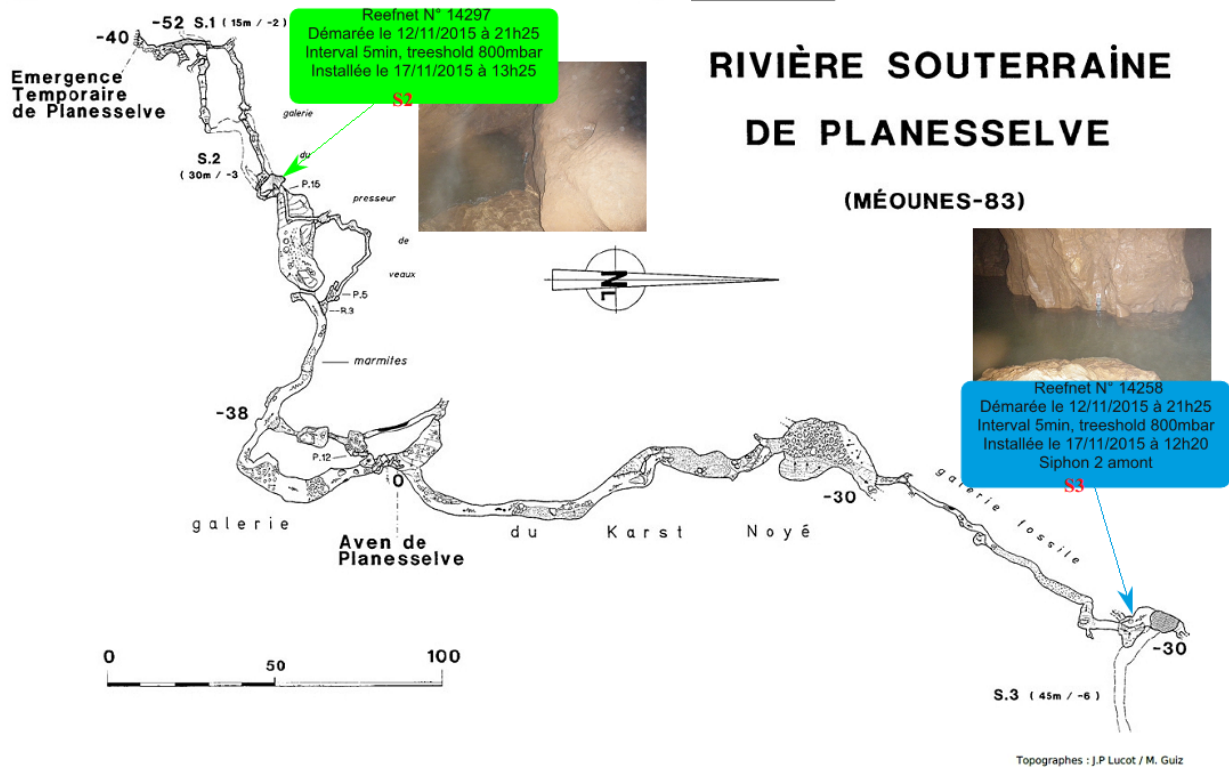 RIVIÈRE SOUTERRAİNE
DE PLANESSELVE
(MÉOUNES-83)
Reefnet N° 14297
Démarée le 12/11/2015 à 21h25
Interval 5min, treeshold 800mbar
Installée le 17/11/2015 à 13h25
S2
-52 S.1 ( 15m / -2 )
-40
Emergence
Temporaire
de Planesselve
galerie
du
presseur
de
veaux
S.2
( 30m / -3
P.15
P.5
R.3
marmites
N
L
-38
P.12
0
Aven de
Planesselve
galerie du Karst Noyé
-30
galerie fossile
Reefnet N° 14258
Démarée le 12/11/2015 à 21h25
Interval 5min, treeshold 800mbar
Installée le 17/11/2015 à 12h20
Siphon 2 amont
S3
-30
S.3 ( 45m / -6 )
0 50 100
Topographes : J.P Lucot / M. Guiz